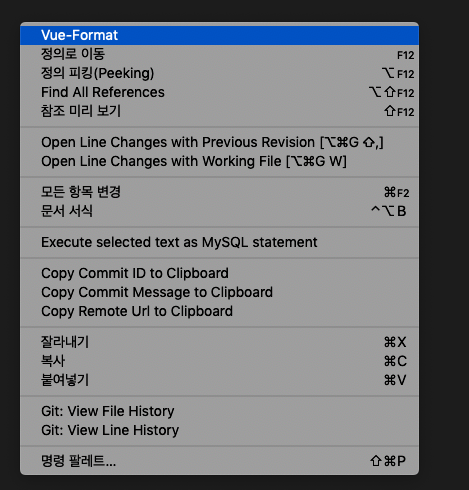 Vue-Format
정의로 이동 F12
정의 피킹(Peeking) ⌥F12
Find All References ⌥⇧F12
참조 미리 보기 ⇧F12
Open Line Changes with Previous Revision [⌥⌘G ⇧,]
Open Line Changes with Working File [⌥⌘G W]
모든 항목 변경 ⌘F2
문서 서식 ^⌥B
Execute selected text as MySQL statement
Copy Commit ID to Clipboard
Copy Commit Message to Clipboard
Copy Remote Url to Clipboard
잘라내기 ⌘X
복사 ⌘C
붙여넣기 ⌘V
Git: View File History
Git: View Line History
명령 팔레트... ⇧⌘P